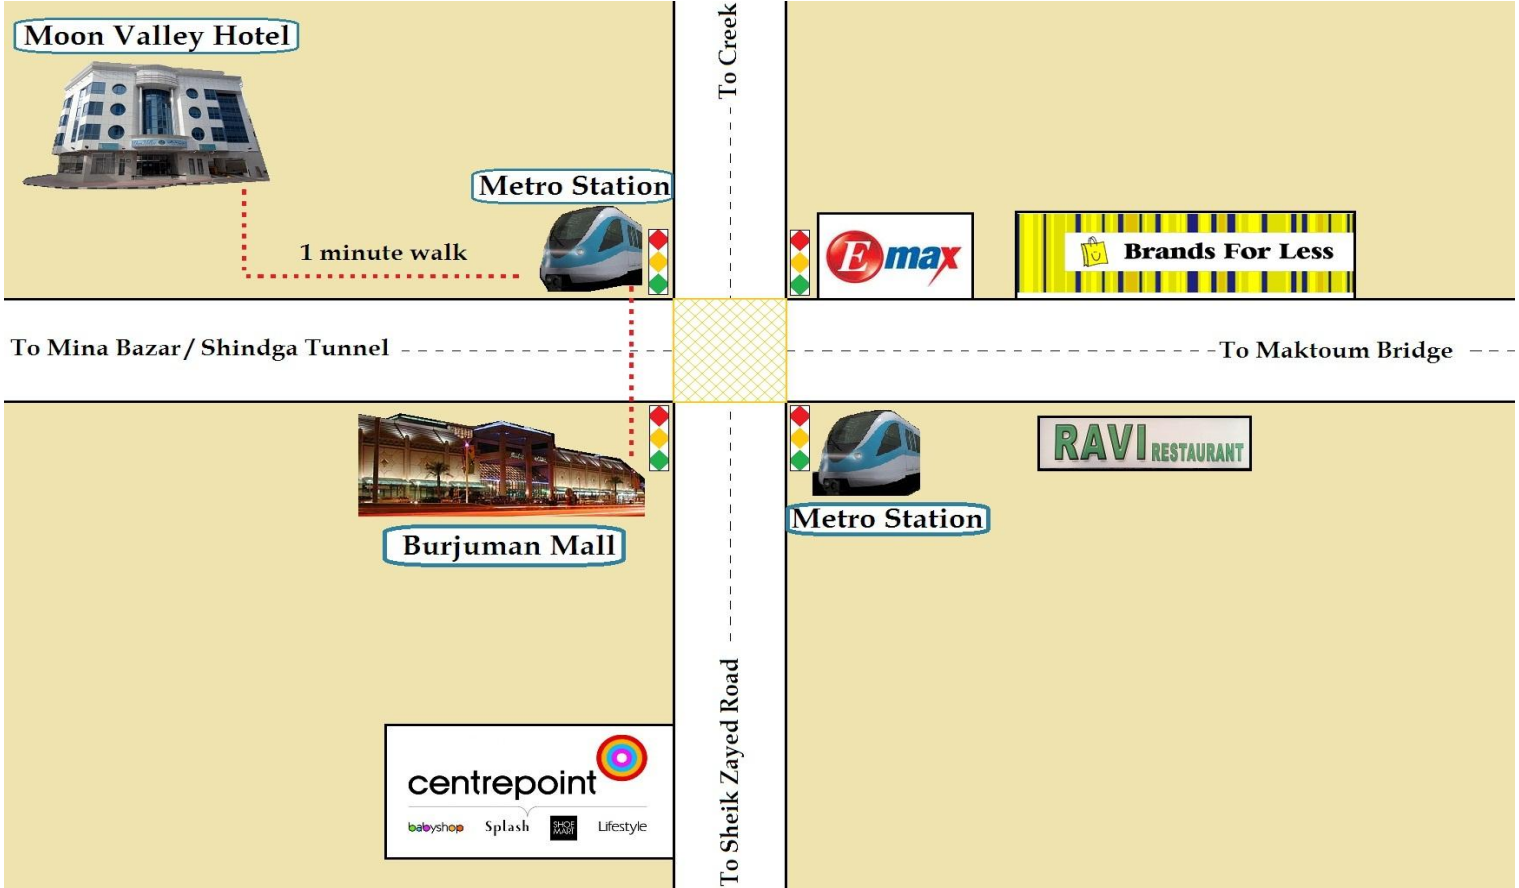 Moon Valley Hotel
To Creek
Metro Station
1 minute walk
Emax
Brands For Less
To Mina Bazar / Shindga Tunnel
To Maktoum Bridge
RAVI RESTAURANT
Metro Station
Burjuman Mall
To Sheik Zayed Road
centrepoint
babyshop Splash SHOE MART Lifestyle